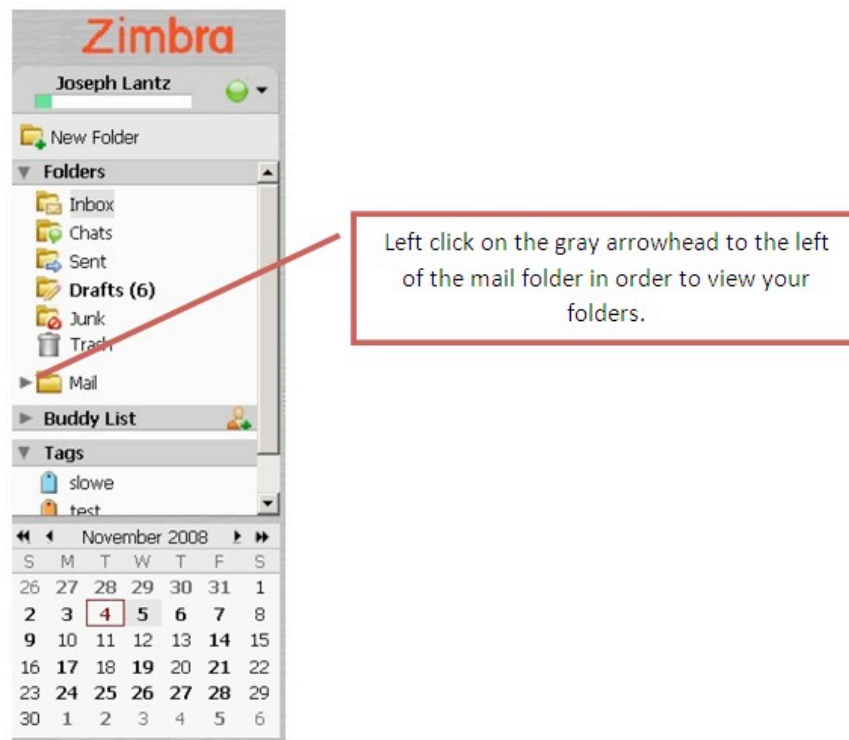 Zimbra
Joseph Lantz
New Folder
Folders
Inbox
Chats
Sent
Drafts (6)
Junk
Trash
Mail
Buddy List
Tags
slowe
test
Left click on the gray arrowhead to the left
of the mail folder in order to view your
folders.
November 2008
S M T W T F S
26 27 28 29 30 31 1
2 3 4 5 6 7 8
9 10 11 12 13 14 15
16 17 18 19 20 21 22
23 24 25 26 27 28 29
30 1 2 3 4 5 6